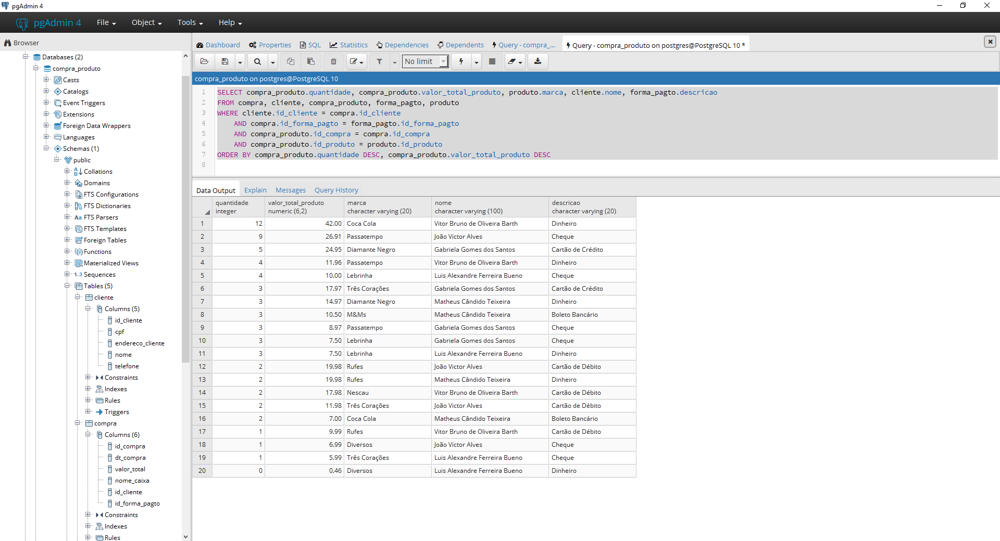 pgAdmin 4
pgAdmin 4 File Object Tools Help
Browser
Databases (2)
compra_produto
Casts
Catalogs
Event Triggers
Extensions
Foreign Data Wrappers
Languages
Schemas (1)
public
Collations
Domains
FTS Configurations
FTS Dictionaries
FTS Parsers
FTS Templates
Foreign Tables
Functions
Materialized Views
Sequences
Tables (5)
cliente
Columns (5)
id_cliente
cpf
endereco_cliente
nome
telefone
Constraints
Indexes
Rules
Triggers
compra
Columns (6)
id_compra
dt_compra
valor_total
nome_caixa
id_cliente
id_forma_pagto
Constraints
Indexes
Rules
Dashboard Properties SQL Statistics Dependencies Dependents Query - compra_... Query - compra_produto on postgres@PostgreSQL 10 *
No limit
compra_produto on postgres@PostgreSQL 10
1 SELECT compra_produto.quantidade, compra_produto.valor_total_produto, produto.marca, cliente.nome, forma_pagto.descricao
2 FROM compra, cliente, compra_produto, forma_pagto, produto
3 WHERE cliente.id_cliente = compra.id_cliente
4 AND compra.id_forma_pagto = forma_pagto.id_forma_pagto
5 AND compra_produto.id_compra = compra.id_compra
6 AND compra_produto.id_produto = produto.id_produto
7 ORDER BY compra_produto.quantidade DESC, compra_produto.valor_total_produto DESC
8
Data Output Explain Messages Query History
quantidade valor_total_produto marca nome descricao
integer numeric (6,2) character varying (20) character varying (100) character varying (20)
1 12 42.00 Coca Cola Vitor Bruno de Oliveira Barth Dinheiro
2 9 26.91 Passatempo João Victor Alves Cheque
3 5 24.95 Diamante Negro Gabriela Gomes dos Santos Cartão de Crédito
4 4 11.96 Passatempo Vitor Bruno de Oliveira Barth Dinheiro
5 4 10.00 Lebrinha Luis Alexandre Ferreira Bueno Cheque
6 3 17.97 Três Corações Gabriela Gomes dos Santos Cartão de Crédito
7 3 14.97 Diamante Negro Matheus Cândido Teixeira Dinheiro
8 3 10.50 M&Ms Matheus Cândido Teixeira Boleto Bancário
9 3 8.97 Passatempo Gabriela Gomes dos Santos Cheque
10 3 7.50 Lebrinha Gabriela Gomes dos Santos Cheque
11 3 7.50 Lebrinha Luis Alexandre Ferreira Bueno Dinheiro
12 2 19.98 Rufes João Victor Alves Cartão de Débito
13 2 19.98 Rufes Matheus Cândido Teixeira Dinheiro
14 2 17.98 Nescau Vitor Bruno de Oliveira Barth Cartão de Débito
15 2 11.98 Três Corações João Victor Alves Cartão de Débito
16 2 7.00 Coca Cola Matheus Cândido Teixeira Boleto Bancário
17 1 9.99 Rufes Vitor Bruno de Oliveira Barth Cartão de Débito
18 1 6.99 Diversos João Victor Alves Cheque
19 1 5.99 Três Corações Luis Alexandre Ferreira Bueno Cheque
20 0 0.46 Diversos Luis Alexandre Ferreira Bueno Dinheiro